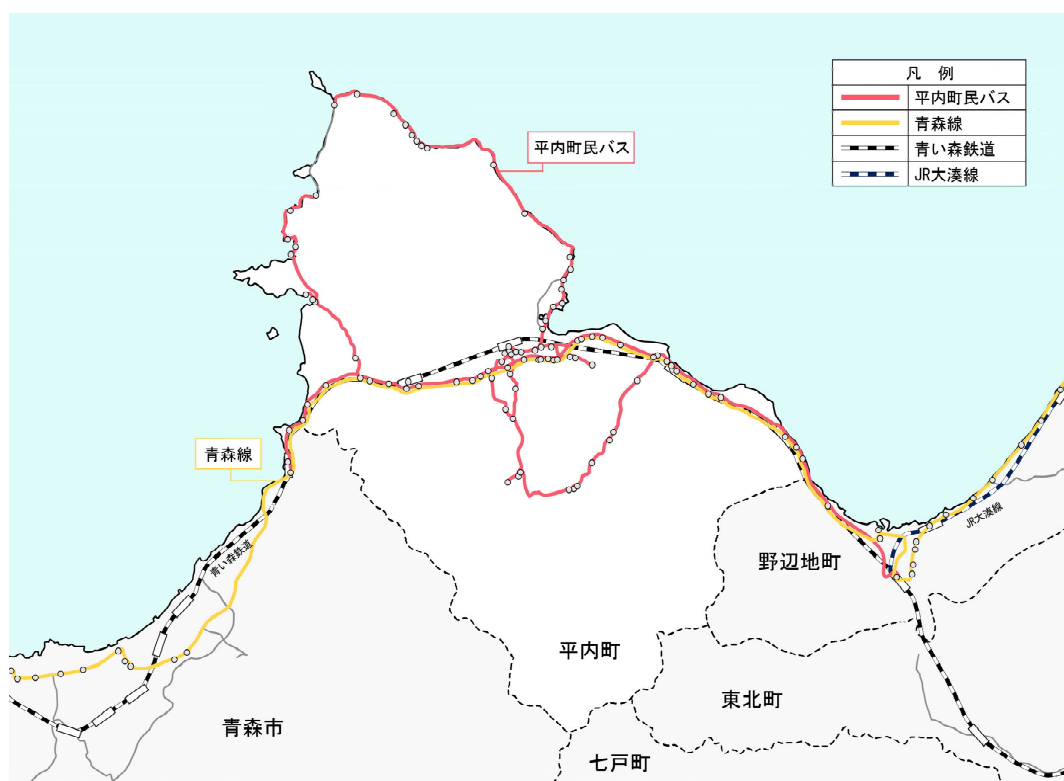 凡 例
平内町民バス
青森線
青い森鉄道
JR大湊線
平内町民バス
青森線
青い森鉄道
JR大湊線
野辺地町
平内町
東北町
青森市
七戸町